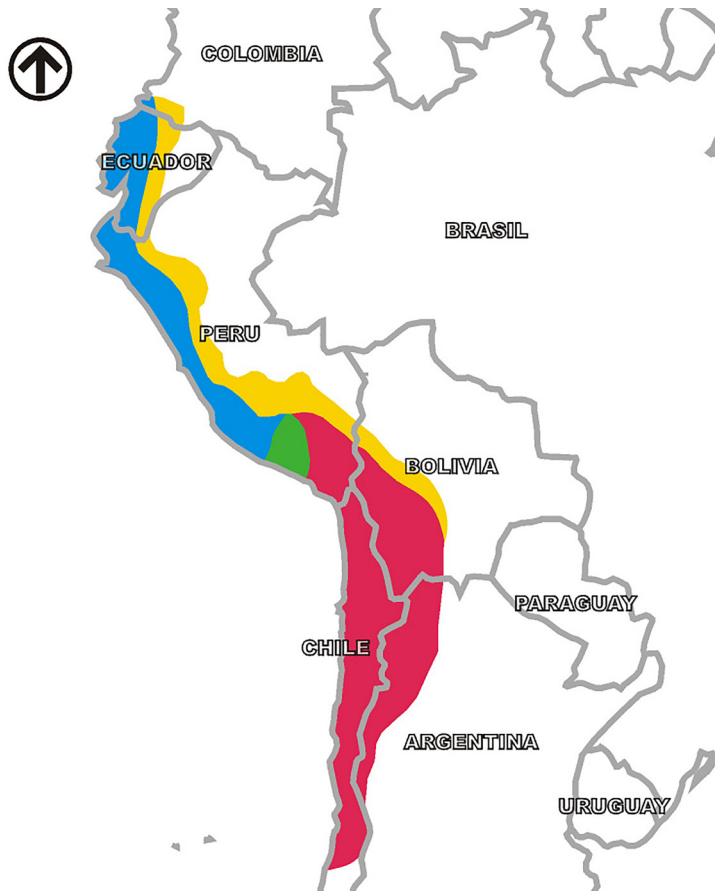 COLOMBIA
ECUADOR
BRASIL
PERU
BOLIVIA
PARAGUAY
CHILE
ARGENTINA
URUGUAY